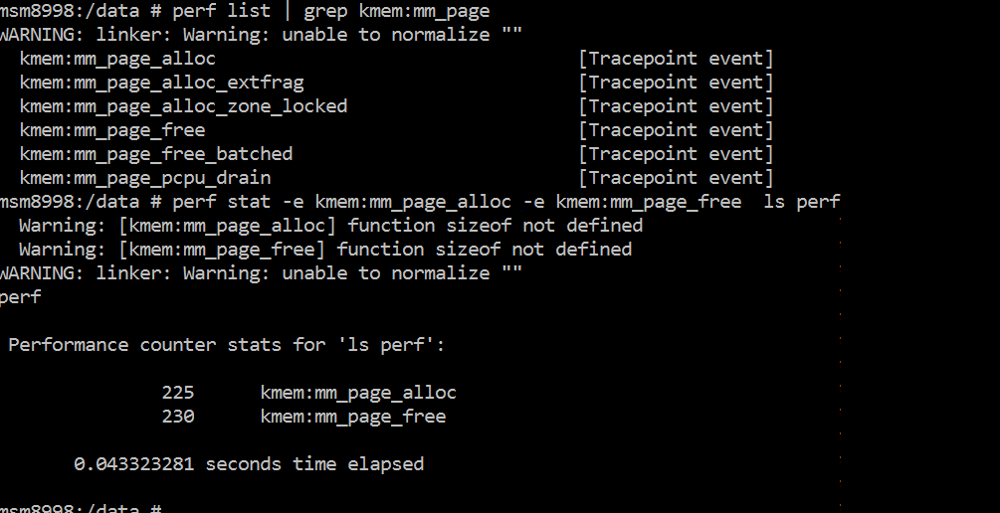 msm8998:/data # perf list | grep kmem:mm_page
WARNING: linker: Warning: unable to normalize ""
kmem:mm_page_alloc [Tracepoint event]
kmem:mm_page_alloc_extfrag [Tracepoint event]
kmem:mm_page_alloc_zone_locked [Tracepoint event]
kmem:mm_page_free [Tracepoint event]
kmem:mm_page_free_batched [Tracepoint event]
kmem:mm_page_pcpu_drain [Tracepoint event]
msm8998:/data # perf stat -e kmem:mm_page_alloc -e kmem:mm_page_free  ls perf
Warning: [kmem:mm_page_alloc] function sizeof not defined
Warning: [kmem:mm_page_free] function sizeof not defined
WARNING: linker: Warning: unable to normalize ""
perf
Performance counter stats for 'ls perf':
225 kmem:mm_page_alloc
230 kmem:mm_page_free
0.043323281 seconds time elapsed
msm8998:/data #